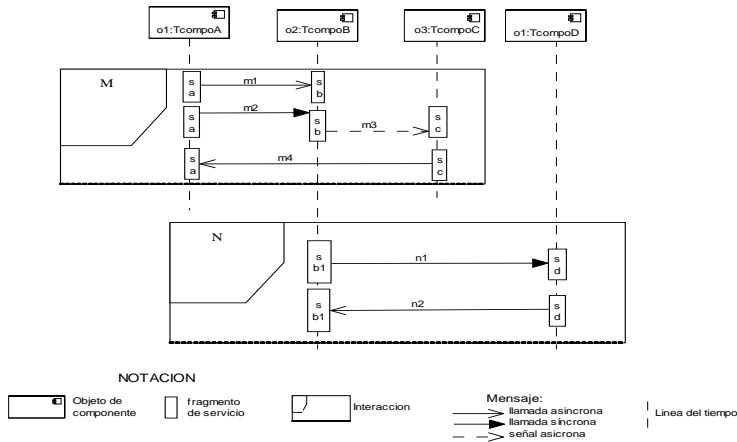 o1:TcompoA
o2:TcompoB
o3:TcompoC
o1:TcompoD
M
s
a
m1
s
b
s
a
m2
s
b
m3
s
c
s
a
m4
s
c
N
s
b1
n1
s
d
s
b1
n2
s
d
NOTACION
Objeto de
componente
fragmento
de servicio
Interaccion
Mensaje:
llamada asincrona
llamada síncrona
señal asicrona
Linea del tiempo